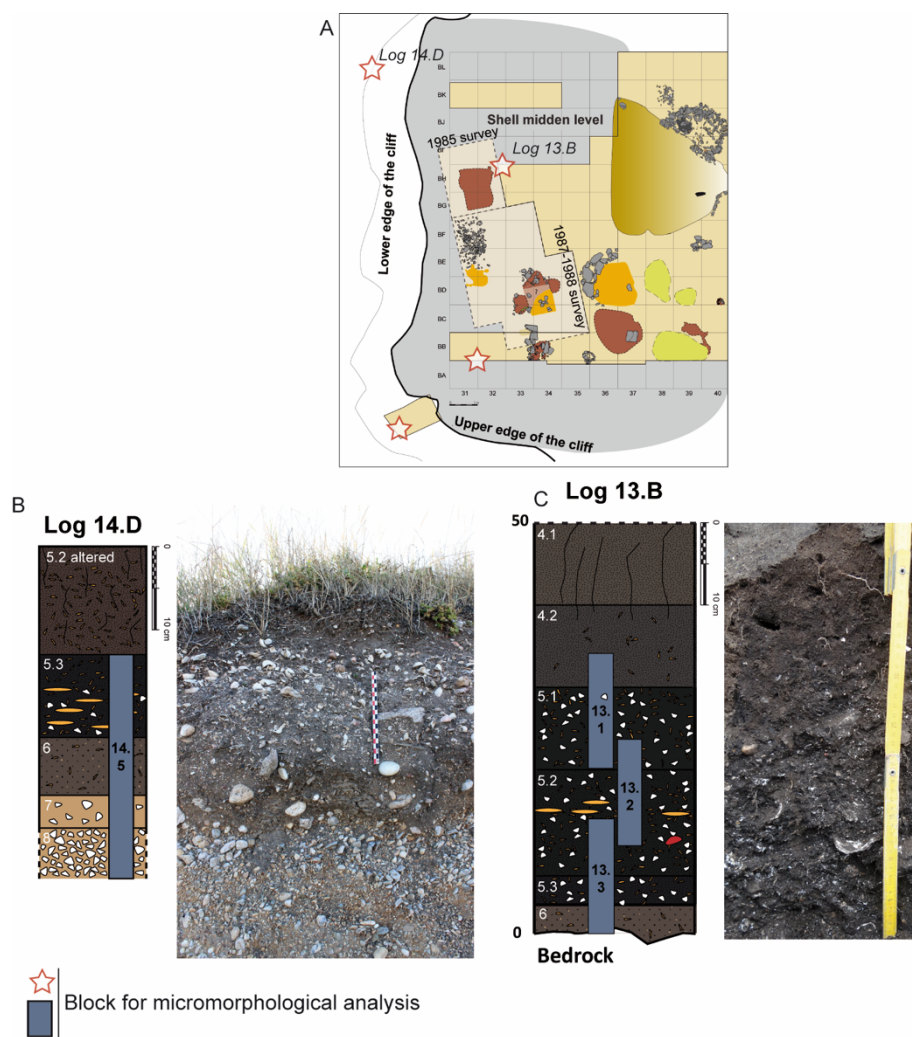 A
Log 14.D
BL
BK
BJ
Shell midden level
1985 survey
Log 13.B
BH
BG
BF
BE
BD
BC
BB
BA
Lower edge of the cliff
1987-1988 survey
31 32 33 34 35 36 37 38 39 40
Upper edge of the cliff
B
Log 14.D
5.2 altered
5.3
6
7
8
14.
5
0
10 cm
C
Log 13.B
50
4.1
4.2
5.1
5.2
5.3
6
13.
1
13.
2
13.
3
0
10 cm
0
Bedrock
Block for micromorphological analysis